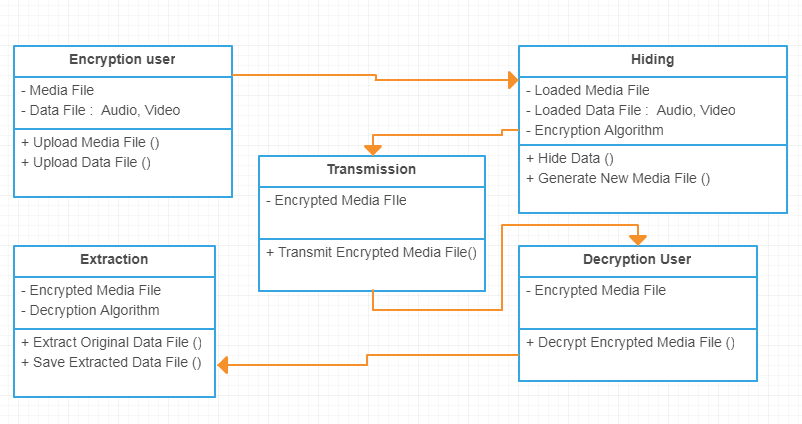 Encryption user
- Media File
- Data File :  Audio, Video
+ Upload Media File ()
+ Upload Data File ()
Hiding
- Loaded Media File
- Loaded Data File :  Audio, Video
- Encryption Algorithm
+ Hide Data ()
+ Generate New Media File ()
Transmission
- Encrypted Media FIle
+ Transmit Encrypted Media File()
Extraction
- Encrypted Media File
- Decryption Algorithm
+ Extract Original Data File ()
+ Save Extracted Data File ()
Decryption User
- Encrypted Media File
+ Decrypt Encrypted Media File ()